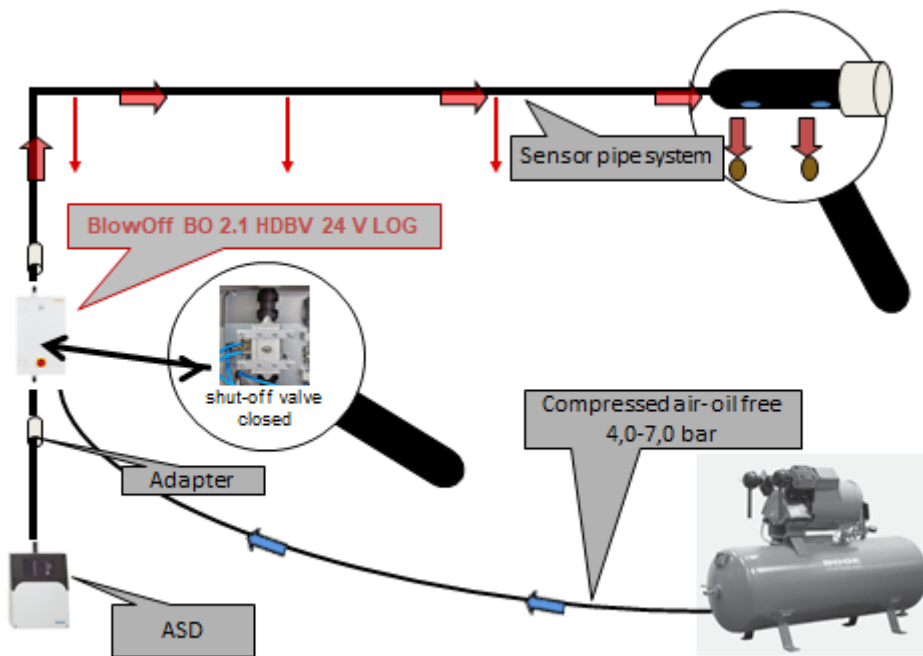 Sensor pipe system
BlowOff BO 2.1 HDBV 24 V LOG
shut-off valve
closed
Compressed air- oil free
4,0-7,0 bar
Adapter
BOGE
ASD